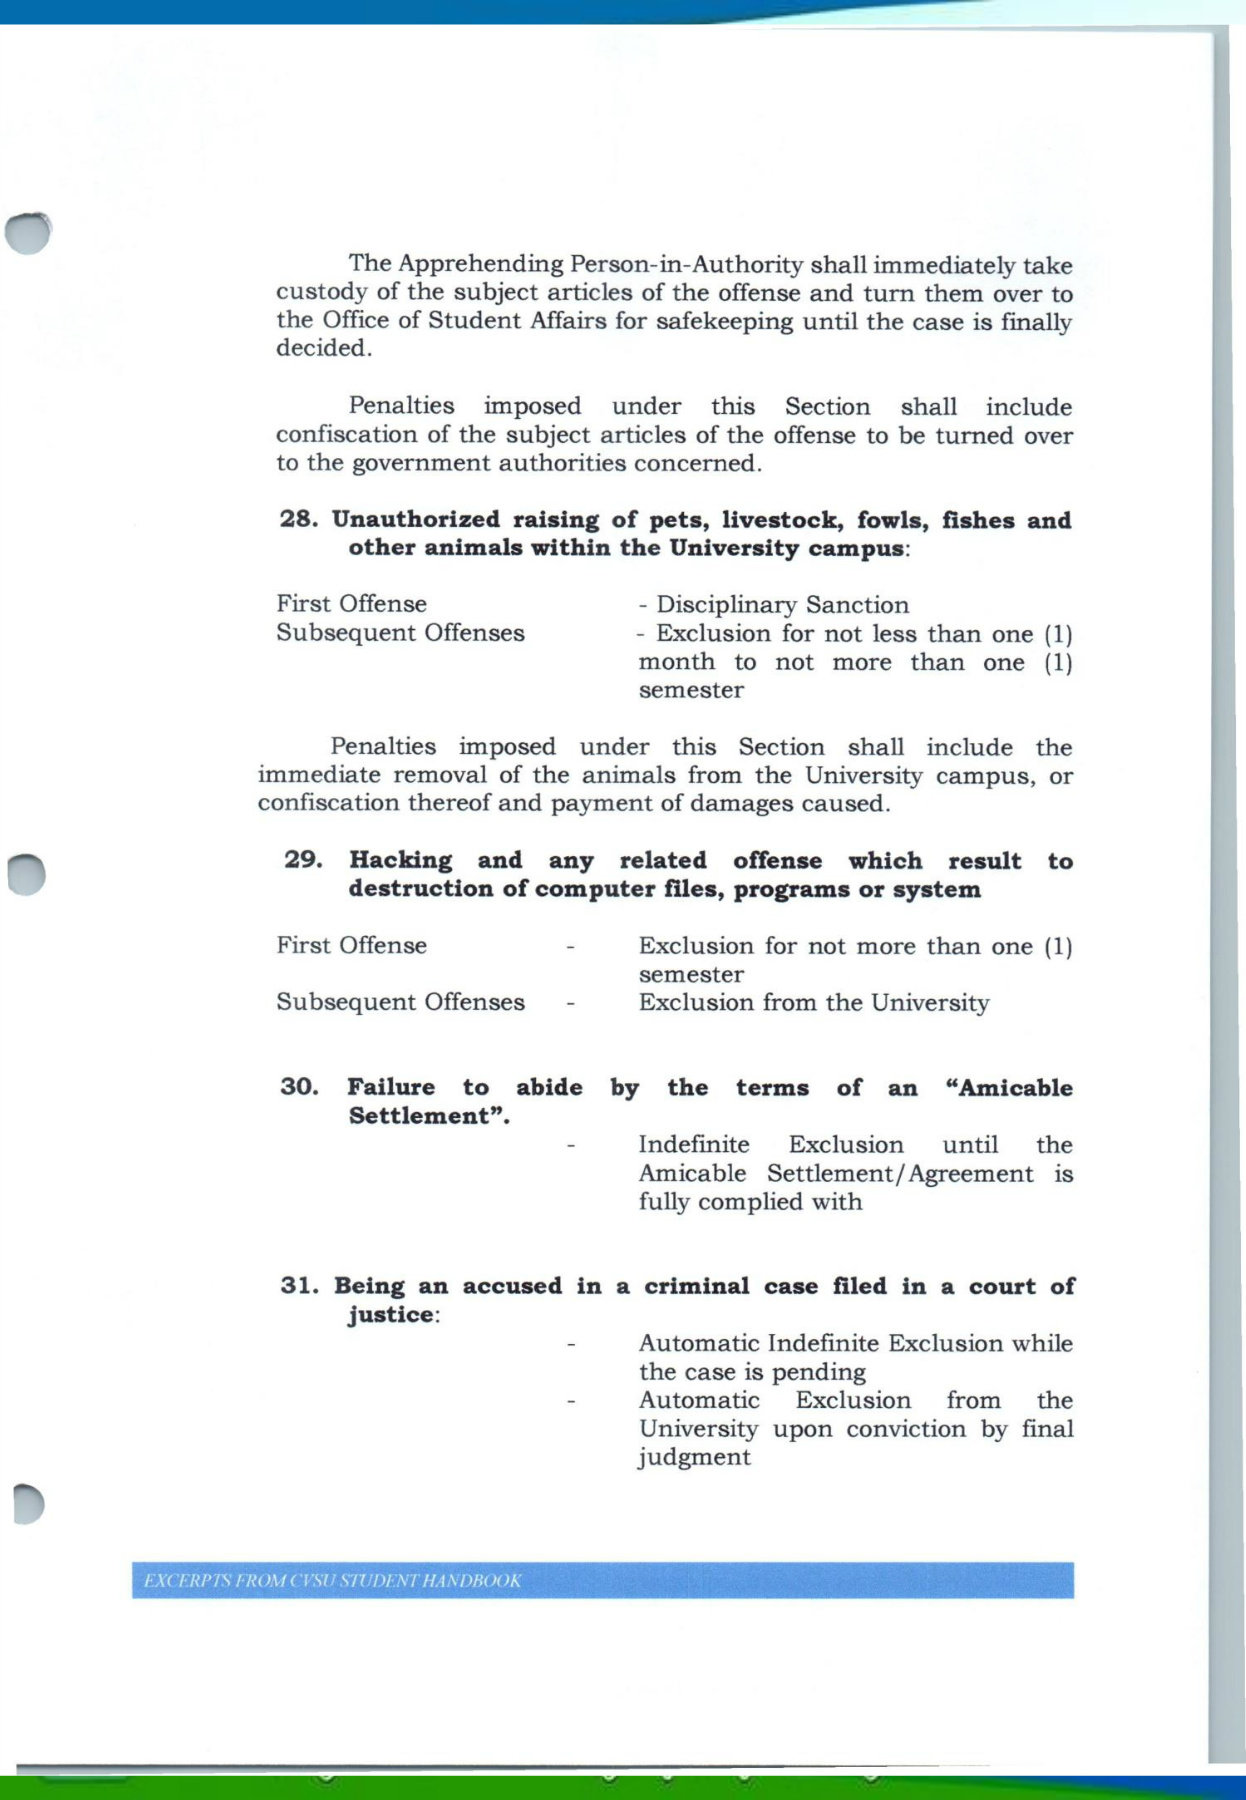 The Apprehending Person-in-Authority shall immediately take
custody of the subject articles of the offense and turn them over to
the Office of Student Affairs for safekeeping until the case is finally
decided.
Penalties imposed under this Section shall include
confiscation of the subject articles of the offense to be turned over
to the government authorities concerned.
28. Unauthorized raising of pets, livestock, fowls, fishes and
other animals within the University campus:
First Offense - Disciplinary Sanction
Subsequent Offenses - Exclusion for not less than one (1)
month to not more than one (1)
semester
Penalties imposed under this Section shall include the
immediate removal of the animals from the University campus, or
confiscation thereof and payment of damages caused.
29. Hacking and any related offense which result to
destruction of computer files, programs or system
First Offense - Exclusion for not more than one (1)
semester
Subsequent Offenses - Exclusion from the University
30. Failure to abide by the terms of an “Amicable
Settlement”.
- Indefinite Exclusion until the
Amicable Settlement/Agreement is
fully complied with
31. Being an accused in a criminal case filed in a court of
justice:
- Automatic Indefinite Exclusion while
the case is pending
- Automatic Exclusion from the
University upon conviction by final
judgment
EXCERPTS FROM CVSU STUDENT HANDBOOK